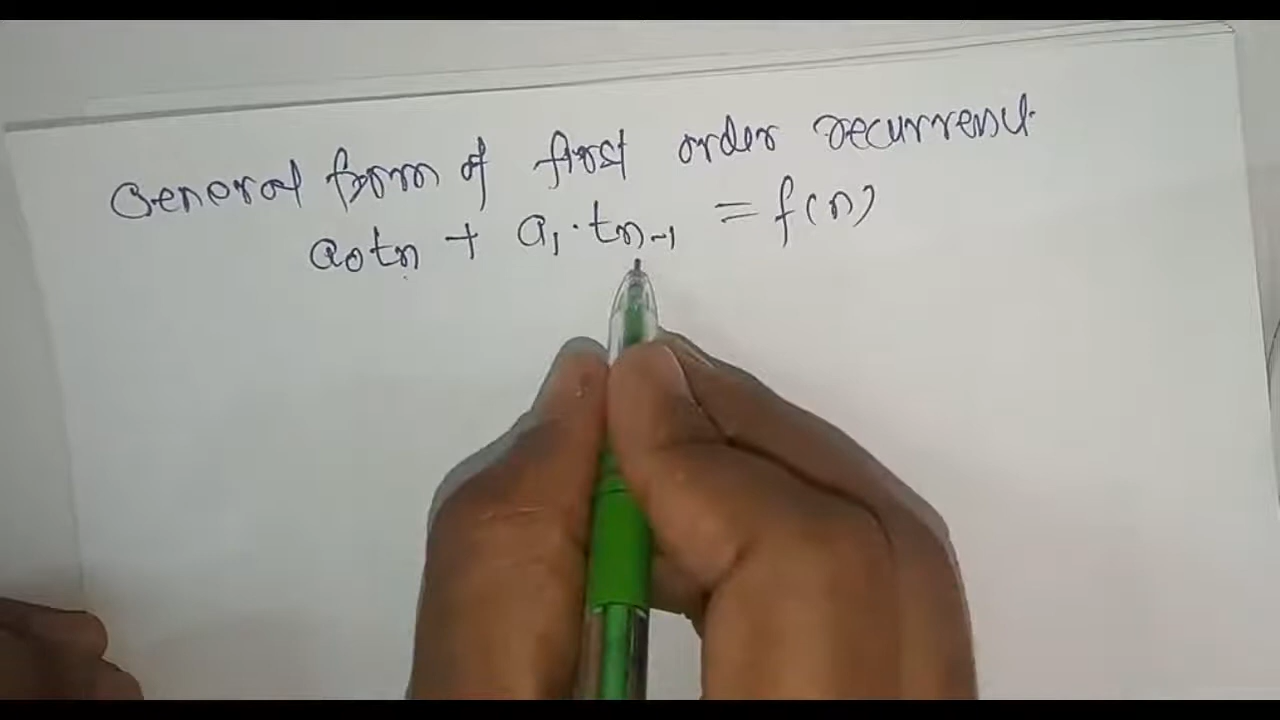 General form of first order recurrence
a₀tₙ + a₁·tₙ₋₁ = f(n)